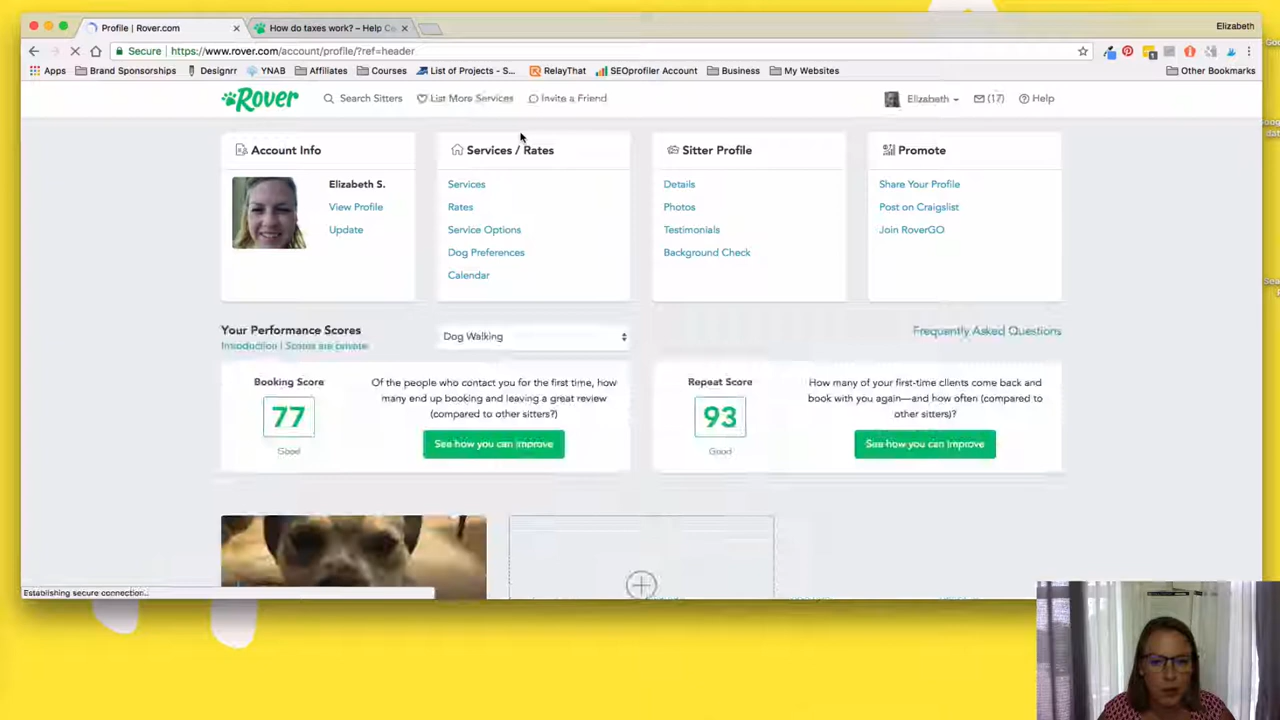 Profile | Rover.com
How do taxes work? – Help Ce
Elizabeth
Secure | https://www.rover.com/account/profile/?ref=header
Apps Brand Sponsorships Designrr YNAB Affiliates Courses List of Projects - S... RelayThat SEOprofiler Account Business My Websites Other Bookmarks
Rover Search Sitters List More Services Invite a Friend Elizabeth (17) Help
Account Info
Elizabeth S.
View Profile
Update
Services / Rates
Services
Rates
Service Options
Dog Preferences
Calendar
Sitter Profile
Details
Photos
Testimonials
Background Check
Promote
Share Your Profile
Post on Craigslist
Join RoverGO
Your Performance Scores
Introduction | Scores are private
Dog Walking
Frequently Asked Questions
Booking Score
77
Good
Of the people who contact you for the first time, how
many end up booking and leaving a great review
(compared to other sitters?)
See how you can improve
Repeat Score
93
Good
How many of your first-time clients come back and
book with you again—and how often (compared to
other sitters)?
See how you can improve
Establishing secure connection...